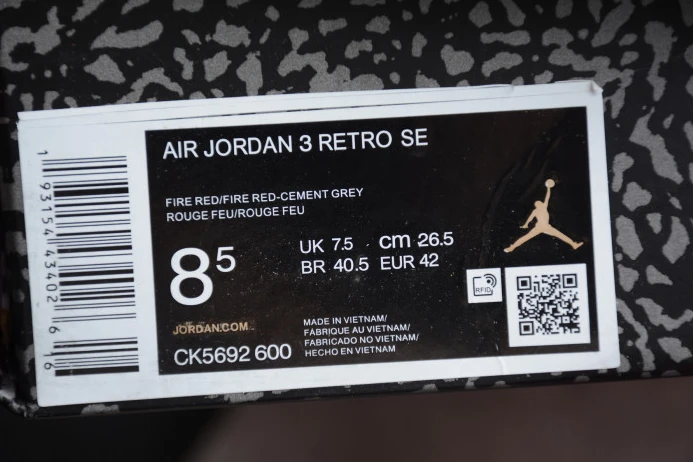 AIR JORDAN 3 RETRO SE
FIRE RED/FIRE RED-CEMENT GREY
ROUGE FEU/ROUGE FEU
8 5
UK 7.5 cm 26.5
BR 40.5 EUR 42
RFID
JORDAN.COM
CK5692 600
MADE IN VIETNAM/
FABRIQUE AU VIETNAM/
FABRICADO NO VIETNAM/
HECHO EN VIETNAM
1 93154 43402 6 16